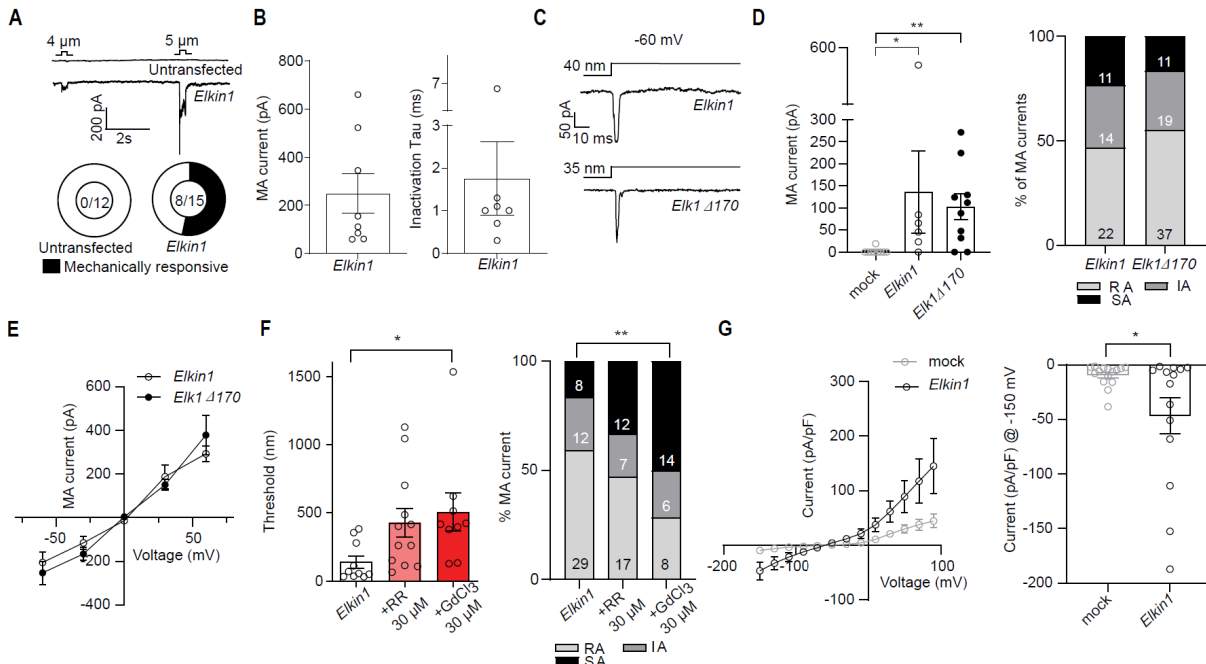 A
4 µm
5 µm
Untransfected
Elkin1
200 pA
2s
0/12
8/15
Untransfected
Elkin1
Mechanically responsive
B
MA current (pA)
800
600
400
200
0
Elkin1
Inactivation Tau (ms)
7
3
2
1
0
Elkin1
C
-60 mV
40 nm
Elkin1
50 pA
10 ms
35 nm
Elk1 Δ170
D
MA current (pA)
600
300
250
200
150
100
50
0
*
**
mock
Elkin1
Elk1Δ170
% of MA currents
100
50
0
11
14
22
11
19
37
Elkin1
Elk1Δ170
RA
IA
SA
E
Elkin1
Elk1 Δ170
MA current (pA)
600
400
200
-200
-400
-50
50
Voltage (mV)
F
Threshold (nm)
1500
1000
500
0
*
Elkin1
+RR
30 µM
+GdCl3
30 µM
% MA current
100
50
0
**
8
12
29
12
7
17
14
6
8
Elkin1
+RR
30 µM
+GdCl3
30 µM
RA
IA
SA
G
mock
Elkin1
Current (pA/pF)
300
200
100
-100
-200
-100
100
Voltage (mV)
Current (pA/pF) @ -150 mV
0
-50
-100
-150
-200
*
mock
Elkin1